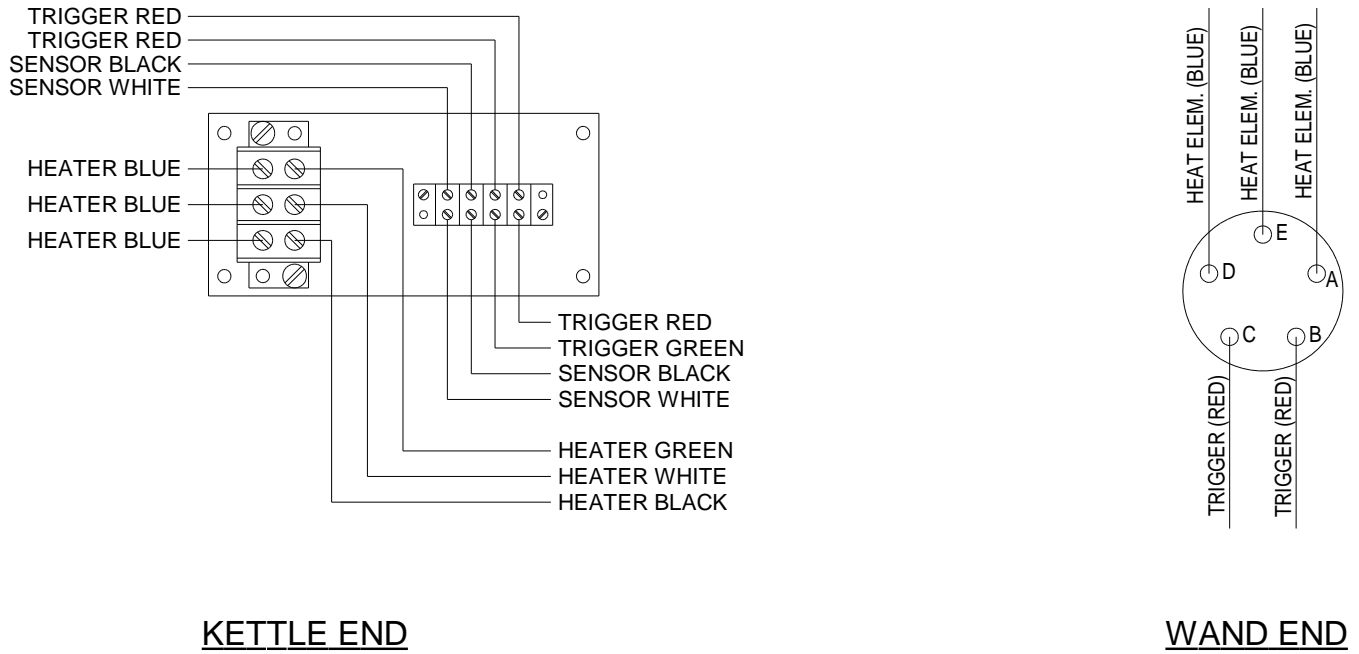 TRIGGER RED
TRIGGER RED
SENSOR BLACK
SENSOR WHITE
HEATER BLUE
HEATER BLUE
HEATER BLUE
TRIGGER RED
TRIGGER GREEN
SENSOR BLACK
SENSOR WHITE
HEATER GREEN
HEATER WHITE
HEATER BLACK
KETTLE END
HEAT ELEM. (BLUE)
HEAT ELEM. (BLUE)
HEAT ELEM. (BLUE)
E
D
A
C
B
TRIGGER (RED)
TRIGGER (RED)
WAND END